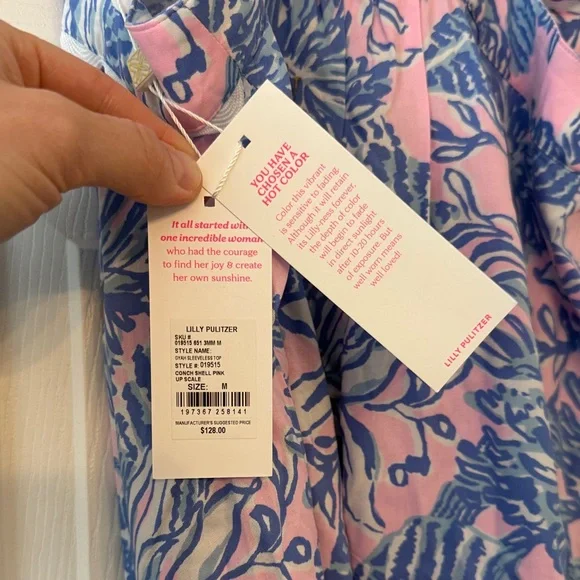 YOU HAVE
CHOSEN A
HOT COLOR
Color this vibrant
is sensitive to fading.
Although it will retain
its Lilly-ness forever,
the depth of color
will begin to fade
in direct sunlight
after 10-20 hours
of exposure. But
well worn means
well loved!
LILLY PULITZER
It all started with
one incredible woman
who had the courage
to find her joy & create
her own sunshine.
LILLY PULITZER
SKU #
019515 651 3MM M
STYLE NAME:
GYAH SLEEVELESS TOP
STYLE #: 019515
CONCH SHELL PINK
UP SCALE
SIZE: M
197367 258141
MANUFACTURER'S SUGGESTED PRICE
$128.00